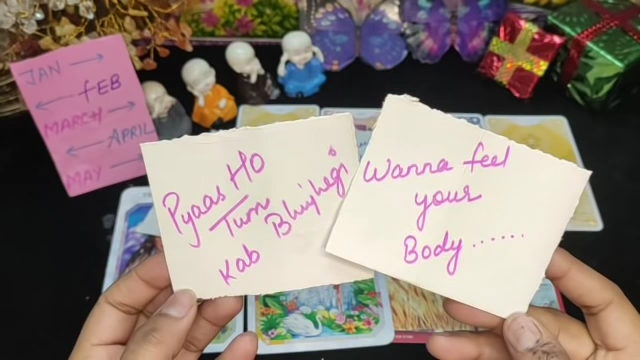 JAN
FEB
MARCH
APRIL
MAY
Pyaas Ho
Tum
Kab Bhujhegi
Wanna feel
your
Body......